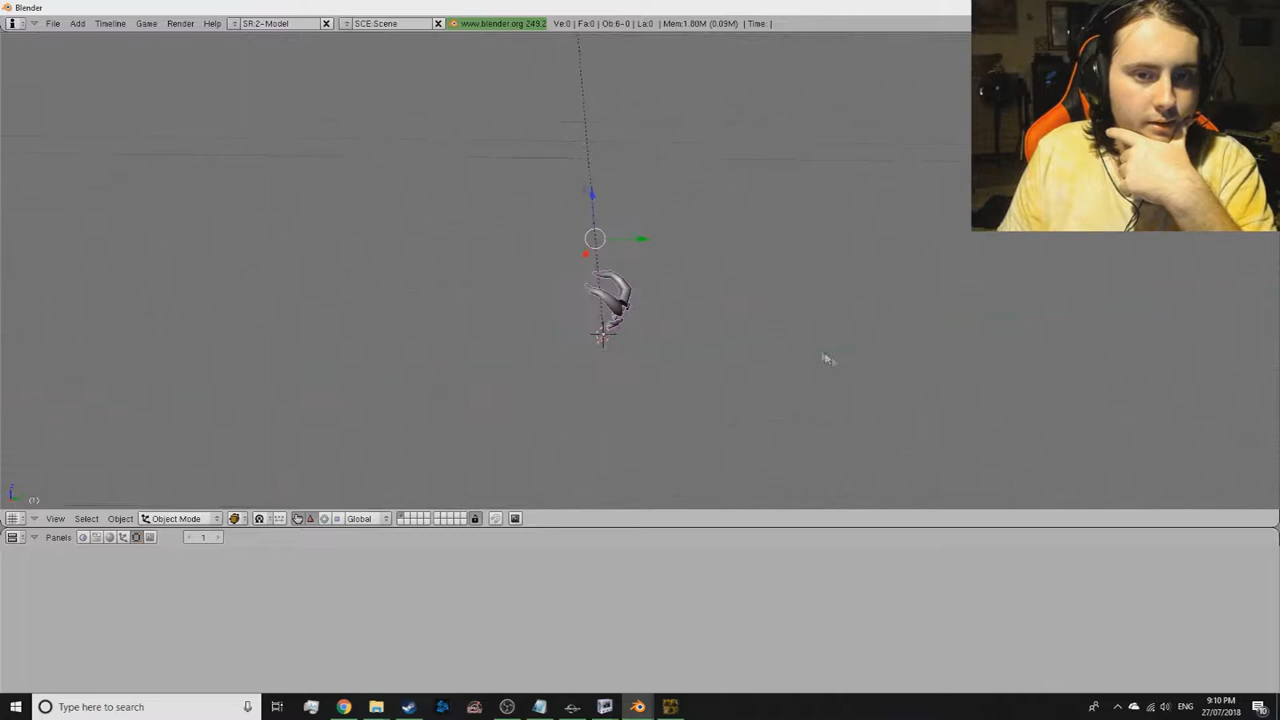 Blender
File Add Timeline Game Render Help SR:2-Model SCE:Scene www.blender.org 249.2 Ve:0 | Fa:0 | Ob:6-0 | La:0 | Mem:1.80M (0.09M) | Time: |
(1)
View Select Object Object Mode Global
Panels 1
Type here to search
ENG
9:10 PM
27/07/2018
10